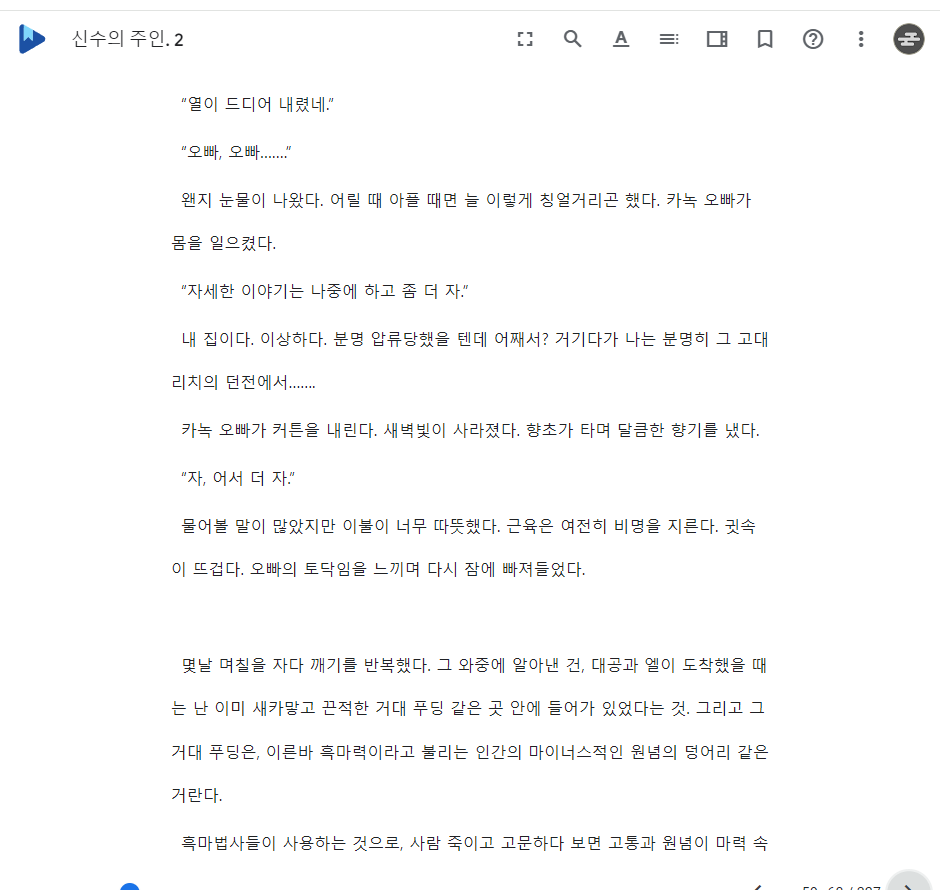 신수의 주인. 2
“열이 드디어 내렸네.”
“오빠, 오빠…….”
왠지 눈물이 나왔다. 어릴 때 아플 때면 늘 이렇게 칭얼거리곤 했다. 카녹 오빠가
몸을 일으켰다.
“자세한 이야기는 나중에 하고 좀 더 자.”
내 집이다. 이상하다. 분명 압류당했을 텐데 어째서? 거기다가 나는 분명히 그 고대
리치의 던전에서…….
카녹 오빠가 커튼을 내린다. 새벽빛이 사라졌다. 향초가 타며 달큼한 향기를 냈다.
“자, 어서 더 자.”
물어볼 말이 많았지만 이불이 너무 따뜻했다. 근육은 여전히 비명을 지른다. 귓속
이 뜨겁다. 오빠의 토닥임을 느끼며 다시 잠에 빠져들었다.
몇날 며칠을 자다 깨기를 반복했다. 그 와중에 알아낸 건, 대공과 엘이 도착했을 때
는 난 이미 새카맣고 끈적한 거대 푸딩 같은 곳 안에 들어가 있었다는 것. 그리고 그
거대 푸딩은, 이른바 흑마력이라고 불리는 인간의 마이너스적인 원념의 덩어리 같은
거란다.
흑마법사들이 사용하는 것으로, 사람 죽이고 고문하다 보면 고통과 원념이 마력 속